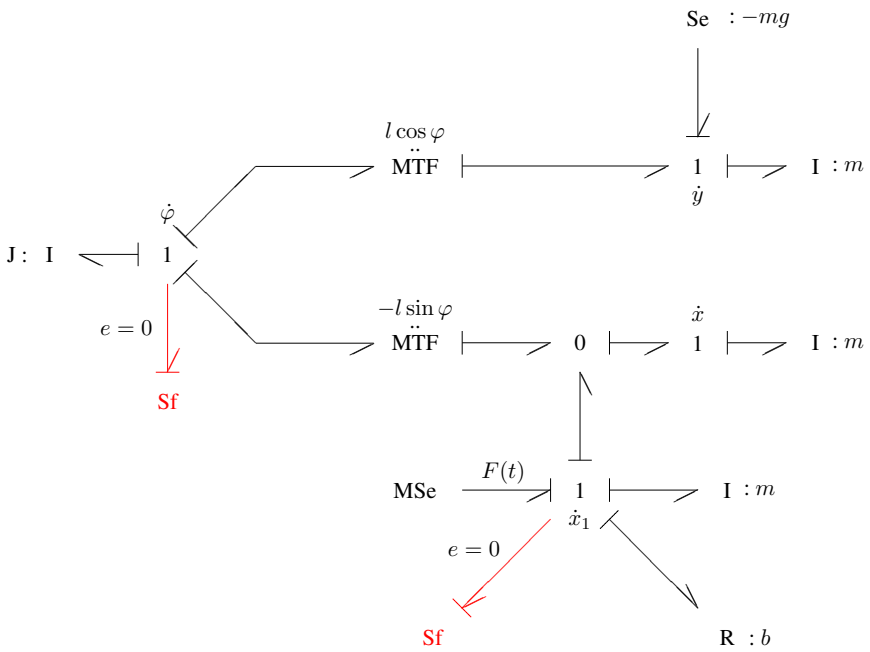 Se : −mg
l cos φ
MTF
1
ẏ
I : m
φ̇
J : I
1
−l sin φ
ẋ
e = 0
MTF
0
1
I : m
Sf
F(t)
MSe
1
I : m
ẋ₁
e = 0
Sf
R : b